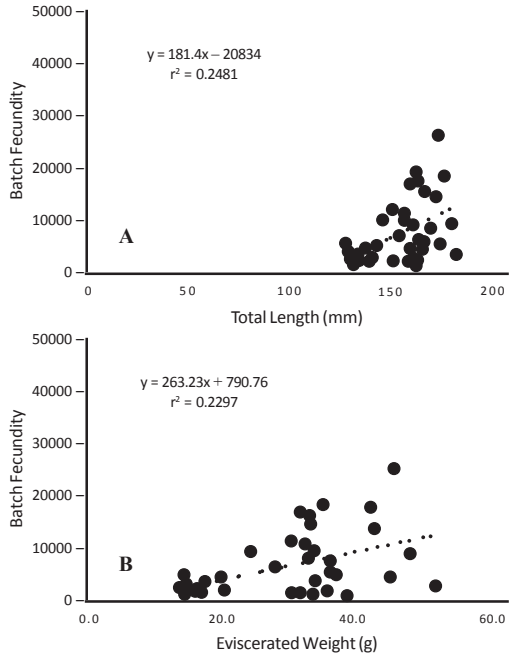 50000
y = 181.4x – 20834
40000
r² = 0.2481
30000
Batch Fecundity
20000
10000
A
0
0 50 100 150 200
Total Length (mm)
50000
y = 263.23x + 790.76
40000
r² = 0.2297
30000
Batch Fecundity
20000
10000
B
0
0.0 20.0 40.0 60.0
Eviscerated Weight (g)